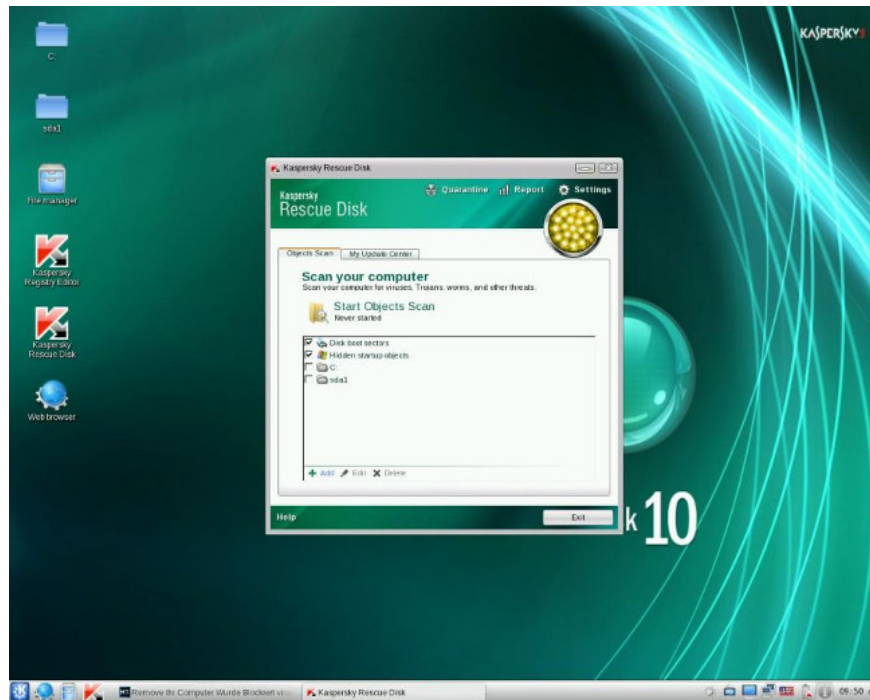 C:
KASPERSKY
sda1
File manager
Kaspersky Rescue Disk
Kaspersky
Rescue Disk
Quarantine
Report
Settings
Objects Scan
My Update Center
Scan your computer
Scan your computer for viruses, Trojans, worms, and other threats.
Start Objects Scan
Never started
Disk boot sectors
Hidden startup objects
C:
sda1
Add
Edit
Delete
Help
Exit
k 10
Kaspersky
Registry Editor
Kaspersky
Rescue Disk
Web browser
Remove Ihr Computer Wurde Blockiert
Kaspersky Rescue Disk
09:50